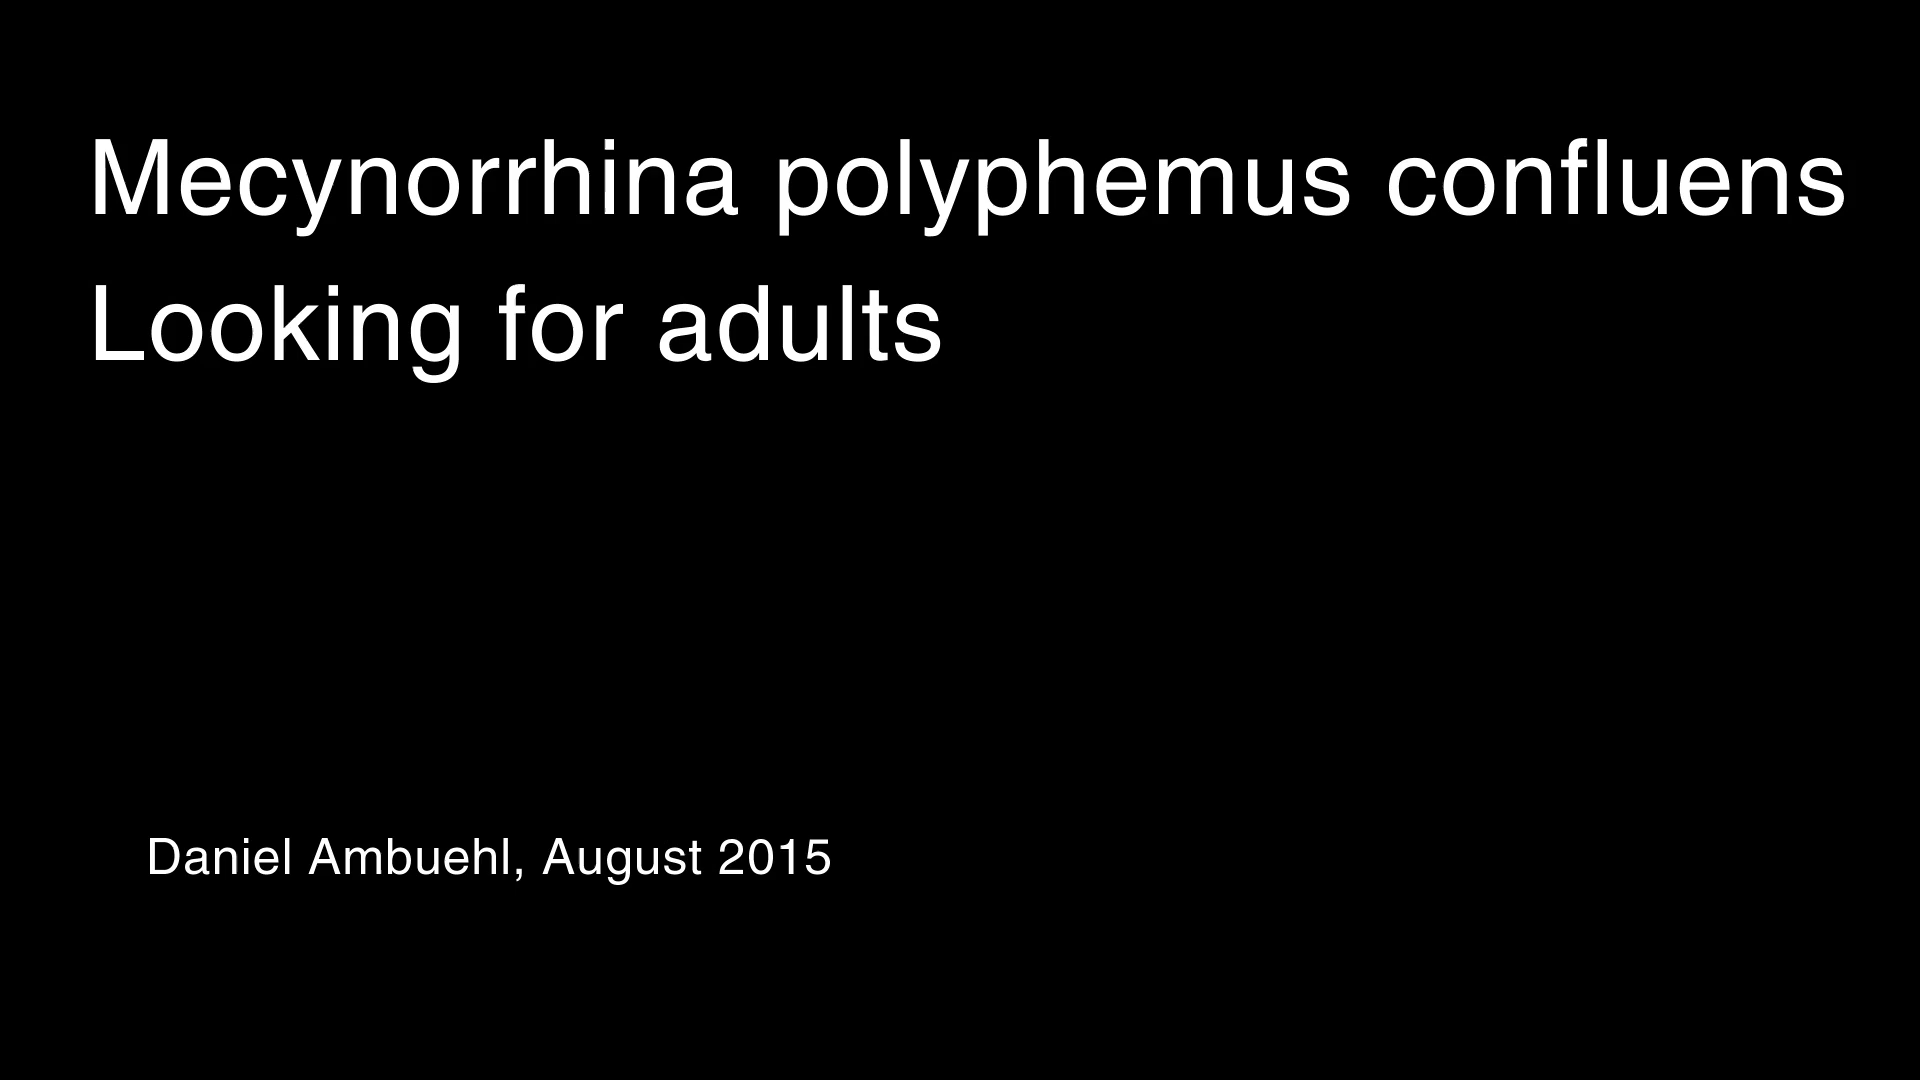 Mecynorrhina polyphemus confluens
Looking for adults
Daniel Ambuehl, August 2015